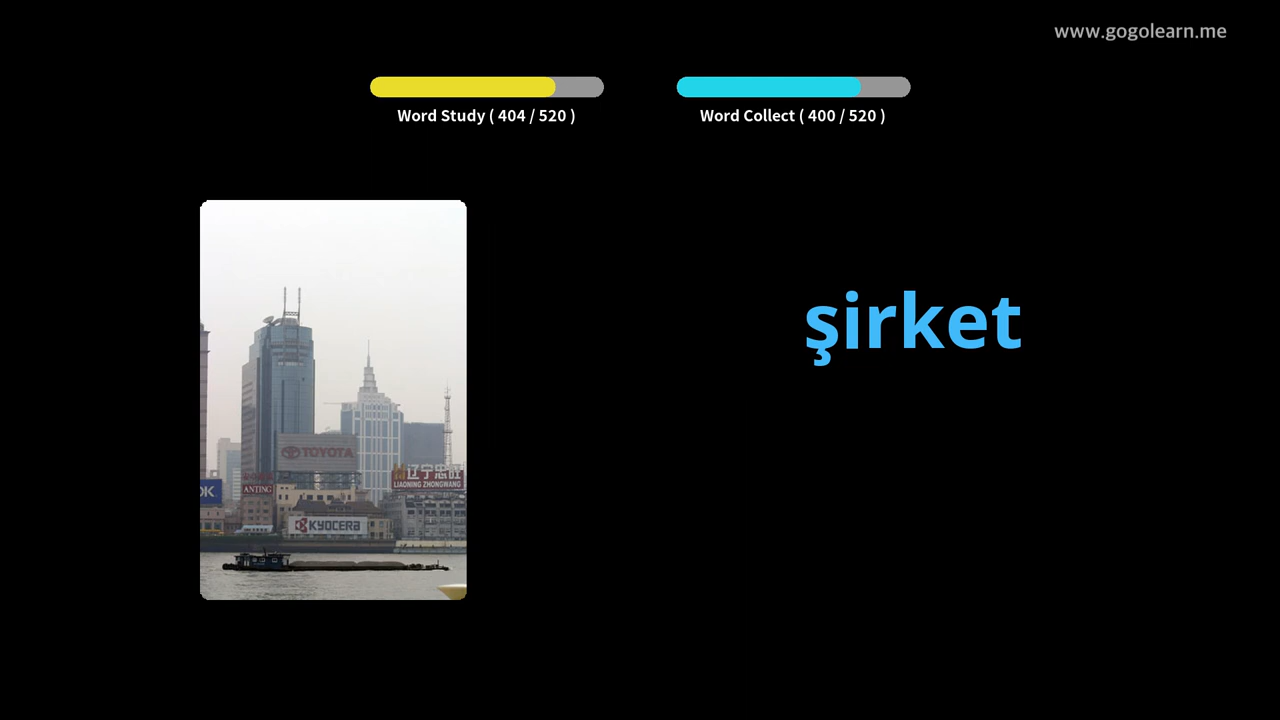 www.gogolearn.me
Word Study ( 404 / 520 )
Word Collect ( 400 / 520 )
şirket
TOYOTA
辽宁忠旺
LIAONING ZHONGWANG
OK
ANTING
KYOCERA